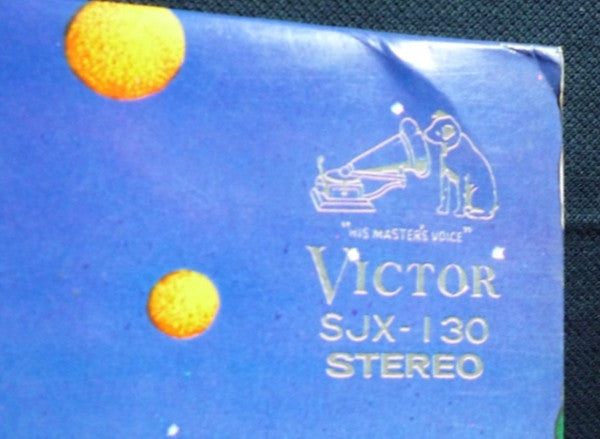 "HIS MASTER'S VOICE"
VICTOR
SJX-130
STEREO